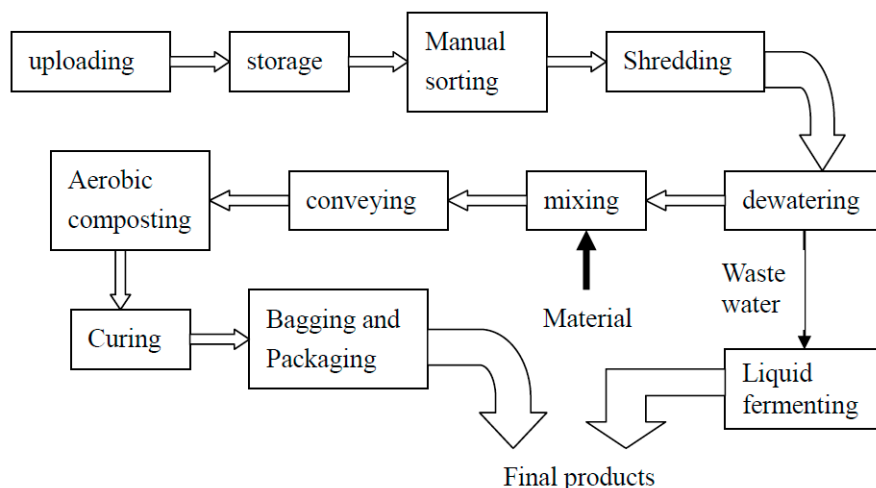 uploading
storage
Manual
sorting
Shredding
Aerobic
composting
conveying
mixing
dewatering
Waste
water
Material
Curing
Bagging and
Packaging
Liquid
fermenting
Final products